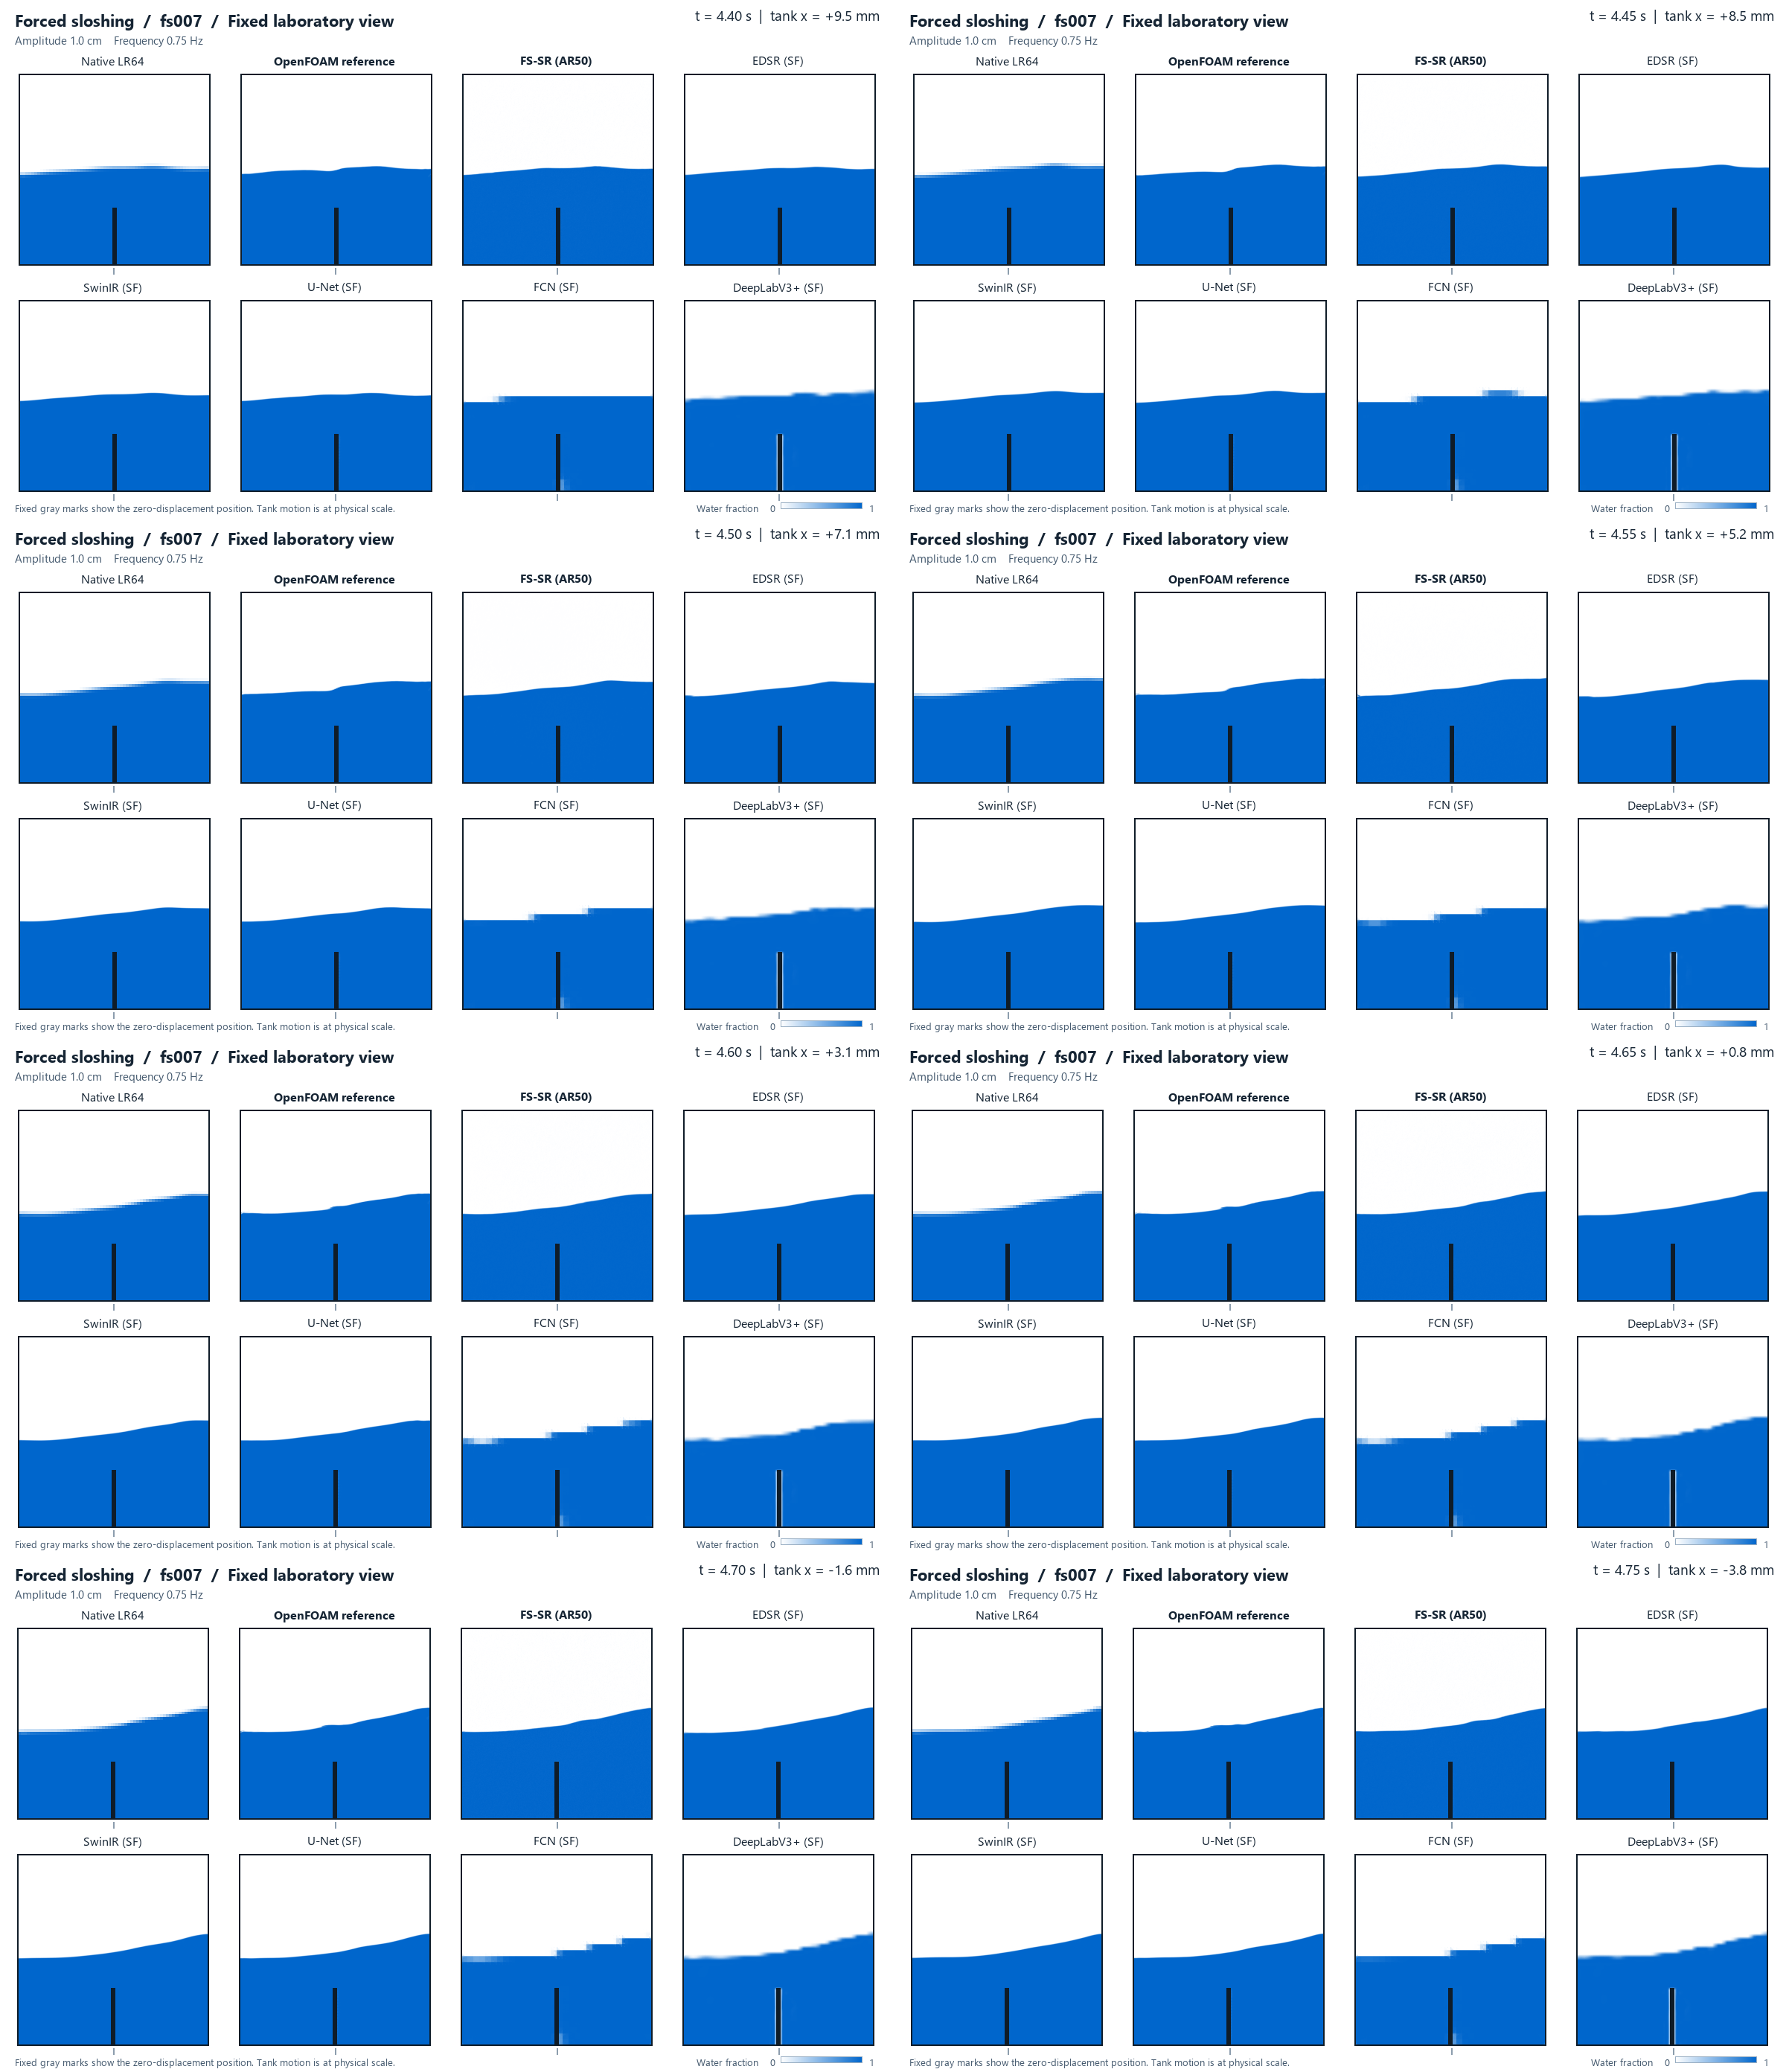 Forced sloshing / fs007 / Fixed laboratory view
t = 4.40 s | tank x = +9.5 mm
Amplitude 1.0 cm Frequency 0.75 Hz
Native LR64
OpenFOAM reference
FS-SR (AR50)
EDSR (SF)
SwinIR (SF)
U-Net (SF)
FCN (SF)
DeepLabV3+ (SF)
Fixed gray marks show the zero-displacement position. Tank motion is at physical scale.
Water fraction 0 1
Forced sloshing / fs007 / Fixed laboratory view
t = 4.45 s | tank x = +8.5 mm
Amplitude 1.0 cm Frequency 0.75 Hz
Native LR64
OpenFOAM reference
FS-SR (AR50)
EDSR (SF)
SwinIR (SF)
U-Net (SF)
FCN (SF)
DeepLabV3+ (SF)
Fixed gray marks show the zero-displacement position. Tank motion is at physical scale.
Water fraction 0 1
Forced sloshing / fs007 / Fixed laboratory view
t = 4.50 s | tank x = +7.1 mm
Amplitude 1.0 cm Frequency 0.75 Hz
Native LR64
OpenFOAM reference
FS-SR (AR50)
EDSR (SF)
SwinIR (SF)
U-Net (SF)
FCN (SF)
DeepLabV3+ (SF)
Fixed gray marks show the zero-displacement position. Tank motion is at physical scale.
Water fraction 0 1
Forced sloshing / fs007 / Fixed laboratory view
t = 4.55 s | tank x = +5.2 mm
Amplitude 1.0 cm Frequency 0.75 Hz
Native LR64
OpenFOAM reference
FS-SR (AR50)
EDSR (SF)
SwinIR (SF)
U-Net (SF)
FCN (SF)
DeepLabV3+ (SF)
Fixed gray marks show the zero-displacement position. Tank motion is at physical scale.
Water fraction 0 1
Forced sloshing / fs007 / Fixed laboratory view
t = 4.60 s | tank x = +3.1 mm
Amplitude 1.0 cm Frequency 0.75 Hz
Native LR64
OpenFOAM reference
FS-SR (AR50)
EDSR (SF)
SwinIR (SF)
U-Net (SF)
FCN (SF)
DeepLabV3+ (SF)
Fixed gray marks show the zero-displacement position. Tank motion is at physical scale.
Water fraction 0 1
Forced sloshing / fs007 / Fixed laboratory view
t = 4.65 s | tank x = +0.8 mm
Amplitude 1.0 cm Frequency 0.75 Hz
Native LR64
OpenFOAM reference
FS-SR (AR50)
EDSR (SF)
SwinIR (SF)
U-Net (SF)
FCN (SF)
DeepLabV3+ (SF)
Fixed gray marks show the zero-displacement position. Tank motion is at physical scale.
Water fraction 0 1
Forced sloshing / fs007 / Fixed laboratory view
t = 4.70 s | tank x = -1.6 mm
Amplitude 1.0 cm Frequency 0.75 Hz
Native LR64
OpenFOAM reference
FS-SR (AR50)
EDSR (SF)
SwinIR (SF)
U-Net (SF)
FCN (SF)
DeepLabV3+ (SF)
Fixed gray marks show the zero-displacement position. Tank motion is at physical scale.
Water fraction 0 1
Forced sloshing / fs007 / Fixed laboratory view
t = 4.75 s | tank x = -3.8 mm
Amplitude 1.0 cm Frequency 0.75 Hz
Native LR64
OpenFOAM reference
FS-SR (AR50)
EDSR (SF)
SwinIR (SF)
U-Net (SF)
FCN (SF)
DeepLabV3+ (SF)
Fixed gray marks show the zero-displacement position. Tank motion is at physical scale.
Water fraction 0 1